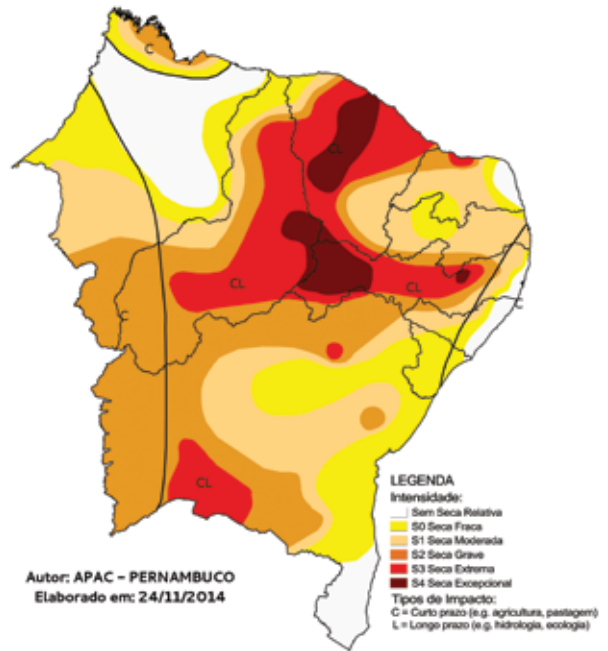 C
CL
CL
CL
C
C
CL
LEGENDA
Intensidade:
Sem Seca Relativa
S0 Seca Fraca
S1 Seca Moderada
S2 Seca Grave
S3 Seca Extrema
S4 Seca Excepcional
Tipos de Impacto:
C = Curto prazo (e.g. agricultura, pastagem)
L = Longo prazo (e.g. hidrologia, ecologia)
Autor: APAC – PERNAMBUCO
Elaborado em: 24/11/2014